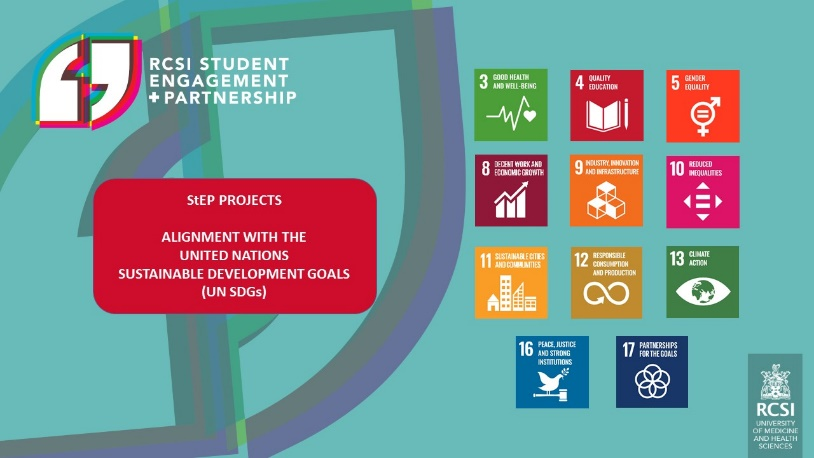 RCSI STUDENT
ENGAGEMENT
+PARTNERSHIP
StEP PROJECTS
ALIGNMENT WITH THE
UNITED NATIONS
SUSTAINABLE DEVELOPMENT GOALS
(UN SDGs)
3 GOOD HEALTH
AND WELL-BEING
4 QUALITY
EDUCATION
5 GENDER
EQUALITY
8 DECENT WORK AND
ECONOMIC GROWTH
9 INDUSTRY, INNOVATION
AND INFRASTRUCTURE
10 REDUCED
INEQUALITIES
11 SUSTAINABLE CITIES
AND COMMUNITIES
12 RESPONSIBLE
CONSUMPTION
AND PRODUCTION
13 CLIMATE
ACTION
16 PEACE, JUSTICE
AND STRONG
INSTITUTIONS
17 PARTNERSHIPS
FOR THE GOALS
RCSI
UNIVERSITY
OF MEDICINE
AND HEALTH
SCIENCES